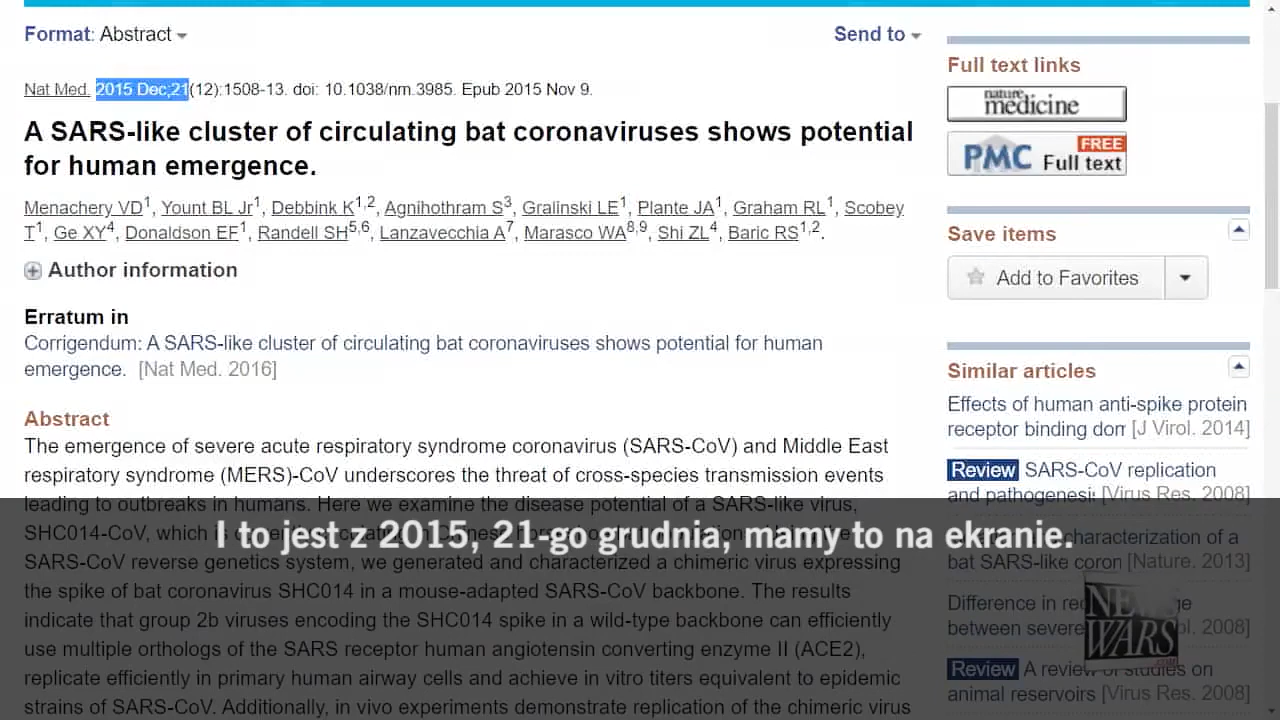 Format: Abstract
Send to
Nat Med. 2015 Dec;21(12):1508-13. doi: 10.1038/nm.3985. Epub 2015 Nov 9.
A SARS-like cluster of circulating bat coronaviruses shows potential
for human emergence.
Menachery VD1, Yount BL Jr1, Debbink K1,2, Agnihothram S3, Gralinski LE1, Plante JA1, Graham RL1, Scobey
T1, Ge XY4, Donaldson EF1, Randell SH5,6, Lanzavecchia A7, Marasco WA8,9, Shi ZL4, Baric RS1,2.
Author information
Erratum in
Corrigendum: A SARS-like cluster of circulating bat coronaviruses shows potential for human
emergence. [Nat Med. 2016]
Abstract
The emergence of severe acute respiratory syndrome coronavirus (SARS-CoV) and Middle East
respiratory syndrome (MERS)-CoV underscores the threat of cross-species transmission events
leading to outbreaks in humans. Here we examine the disease potential of a SARS-like virus,
SHC014-CoV, which is
SARS-CoV reverse genetics system, we generated and characterized a chimeric virus expressing
the spike of bat coronavirus SHC014 in a mouse-adapted SARS-CoV backbone. The results
indicate that group 2b viruses encoding the SHC014 spike in a wild-type backbone can efficiently
use multiple orthologs of the SARS receptor human angiotensin converting enzyme II (ACE2),
replicate efficiently in primary human airway cells and achieve in vitro titers equivalent to epidemic
strains of SARS-CoV. Additionally, in vivo experiments demonstrate replication of the chimeric virus
I to jest z 2015, 21-go grudnia, mamy to na ekranie.
Full text links
nature
medicine
PMC FREE
Full text
Save items
Add to Favorites
Similar articles
Effects of human anti-spike protein
receptor binding dom [J Virol. 2014]
Review SARS-CoV replication
and pathogenesi [Virus Res. 2008]
characterization of a
bat SARS-like coron [Nature. 2013]
Difference in
between severe 2008]
Review A review of studies on
animal reservoirs [Virus Res. 2008]
NEWS
WARS
.com